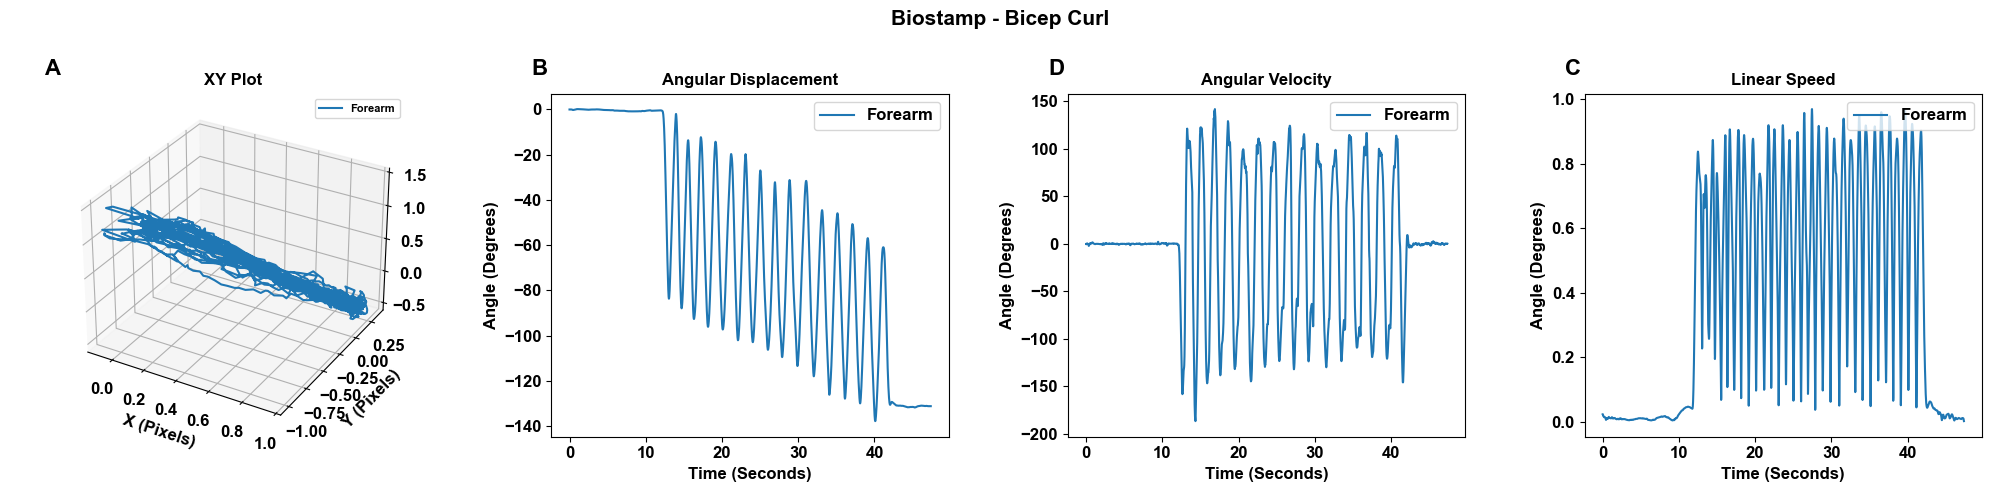 Biostamp - Bicep Curl
A
XY Plot
Forearm
1.5
1.0
0.5
0.0
−0.5
0.25
0.00
−0.25
−0.50
−0.75
−1.00
Y (Pixels)
0.0
0.2
0.4
0.6
0.8
1.0
X (Pixels)
B
Angular Displacement
Forearm
0
−20
−40
−60
−80
−100
−120
−140
Angle (Degrees)
0 10 20 30 40
Time (Seconds)
D
Angular Velocity
Forearm
150
100
50
0
−50
−100
−150
−200
Angle (Degrees)
0 10 20 30 40
Time (Seconds)
C
Linear Speed
Forearm
1.0
0.8
0.6
0.4
0.2
0.0
Angle (Degrees)
0 10 20 30 40
Time (Seconds)